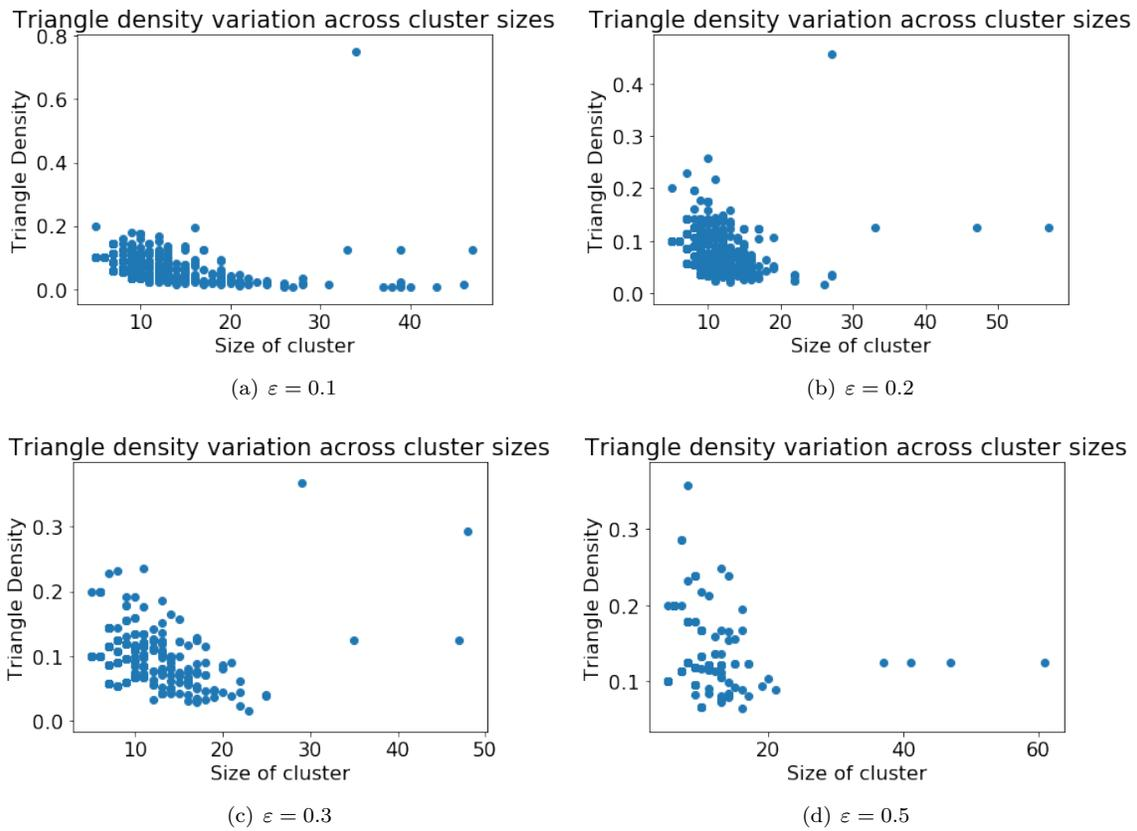 Triangle density variation across cluster sizes
Triangle Density
0.8
0.6
0.4
0.2
0.0
10 20 30 40
Size of cluster
(a) ε = 0.1
Triangle density variation across cluster sizes
Triangle Density
0.4
0.3
0.2
0.1
0.0
10 20 30 40 50
Size of cluster
(b) ε = 0.2
Triangle density variation across cluster sizes
Triangle Density
0.3
0.2
0.1
0.0
10 20 30 40 50
Size of cluster
(c) ε = 0.3
Triangle density variation across cluster sizes
Triangle Density
0.3
0.2
0.1
20 40 60
Size of cluster
(d) ε = 0.5